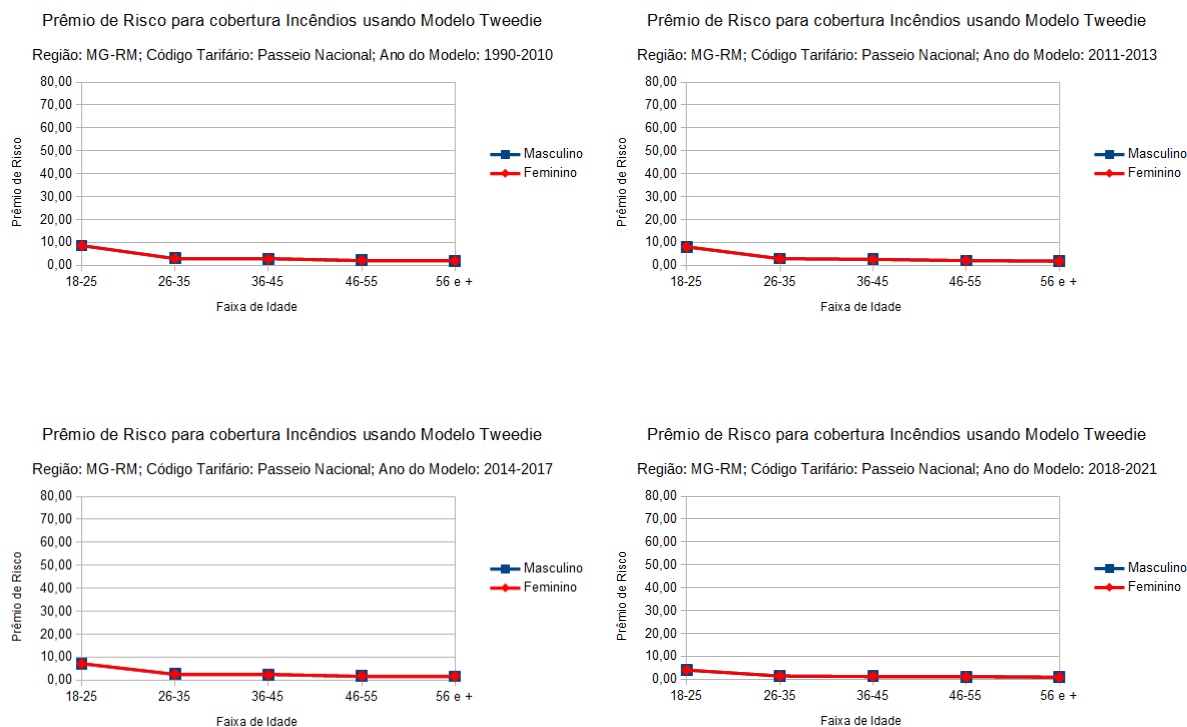 Prêmio de Risco para cobertura Incêndios usando Modelo Tweedie
Região: MG-RM; Código Tarifário: Passeio Nacional; Ano do Modelo: 1990-2010
80,00
70,00
60,00
50,00
40,00
30,00
20,00
10,00
0,00
Prêmio de Risco
18-25 26-35 36-45 46-55 56 e +
Faixa de Idade
Masculino
Feminino
Prêmio de Risco para cobertura Incêndios usando Modelo Tweedie
Região: MG-RM; Código Tarifário: Passeio Nacional; Ano do Modelo: 2011-2013
80,00
70,00
60,00
50,00
40,00
30,00
20,00
10,00
0,00
Prêmio de Risco
18-25 26-35 36-45 46-55 56 e +
Faixa de Idade
Masculino
Feminino
Prêmio de Risco para cobertura Incêndios usando Modelo Tweedie
Região: MG-RM; Código Tarifário: Passeio Nacional; Ano do Modelo: 2014-2017
80,00
70,00
60,00
50,00
40,00
30,00
20,00
10,00
0,00
Prêmio de Risco
18-25 26-35 36-45 46-55 56 e +
Faixa de Idade
Masculino
Feminino
Prêmio de Risco para cobertura Incêndios usando Modelo Tweedie
Região: MG-RM; Código Tarifário: Passeio Nacional; Ano do Modelo: 2018-2021
80,00
70,00
60,00
50,00
40,00
30,00
20,00
10,00
0,00
Prêmio de Risco
18-25 26-35 36-45 46-55 56 e +
Faixa de Idade
Masculino
Feminino